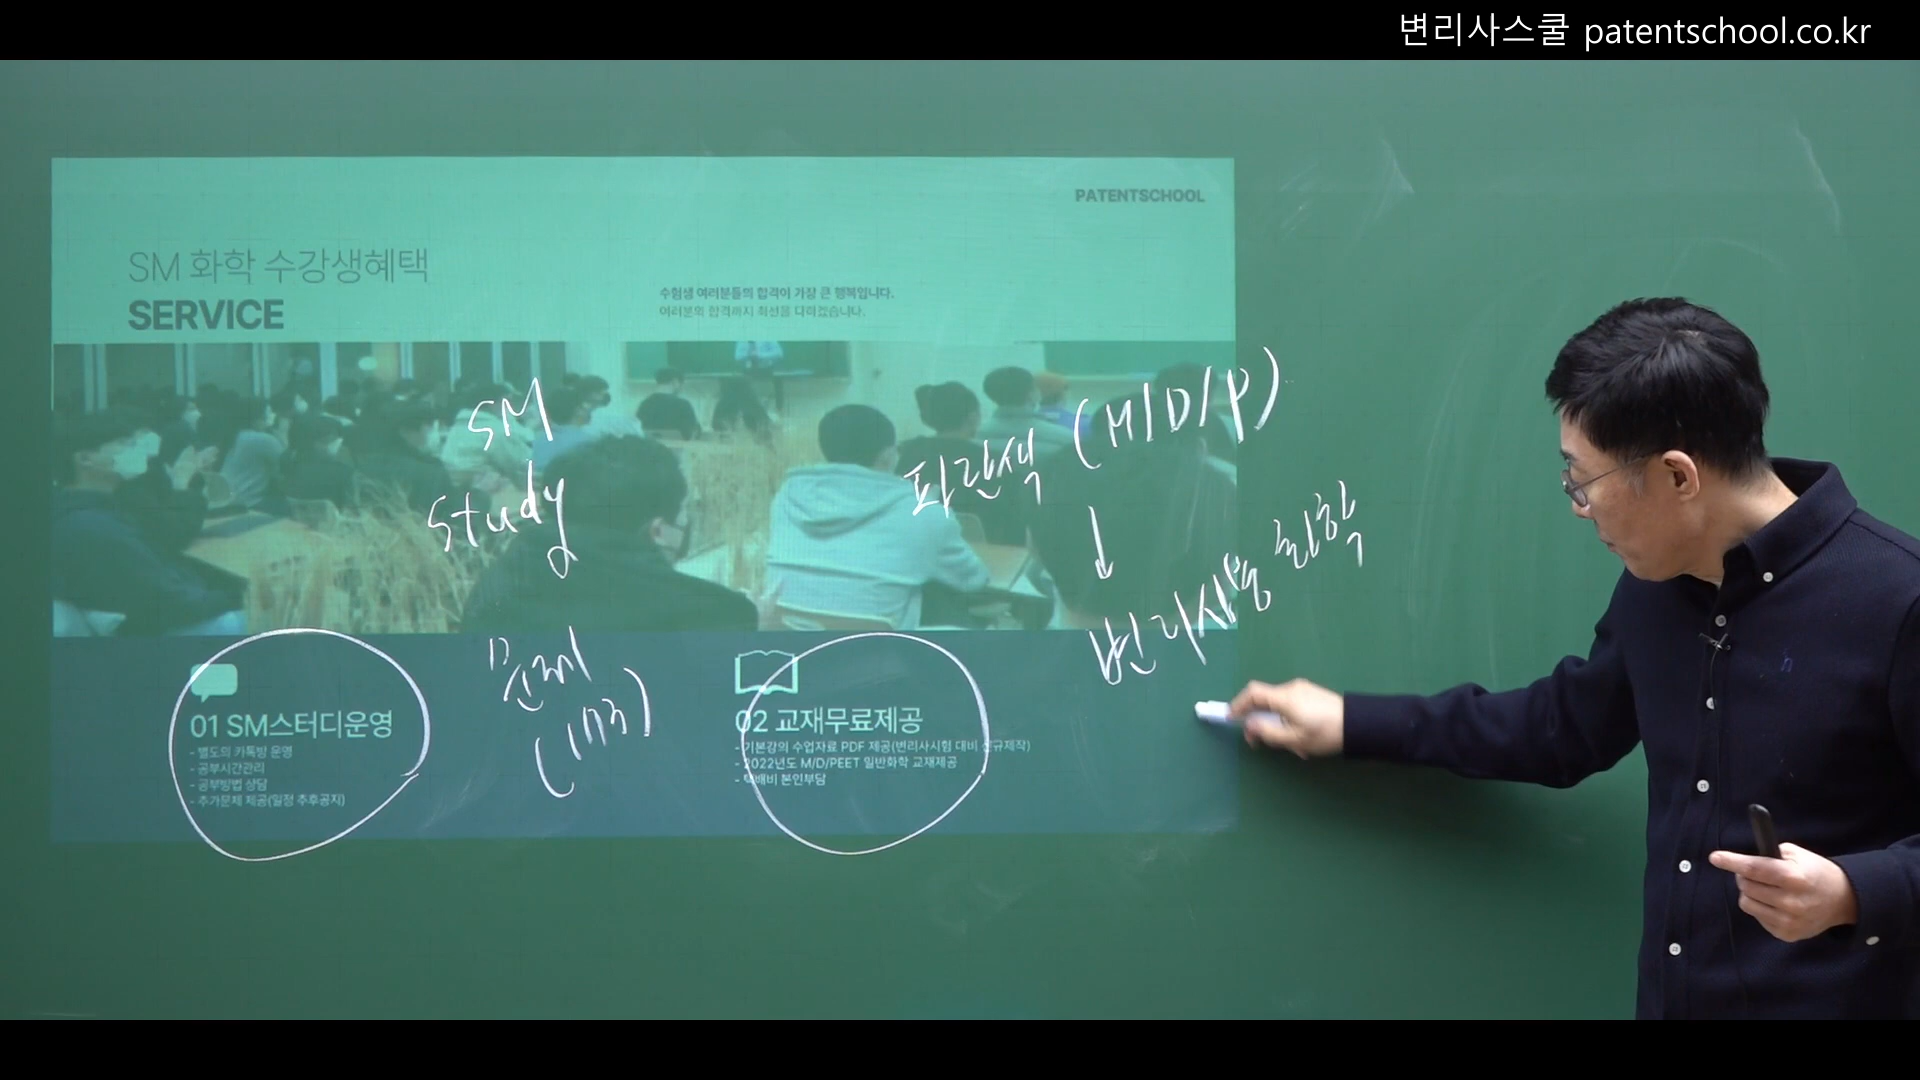 변리사스쿨 patentschool.co.kr
PATENTSCHOOL
SM 화학 수강생혜택
SERVICE
수험생 여러분들의 합격이 가장 큰 행복입니다.
여러분의 합격까지 최선을 다하겠습니다.
SM
study
문제
파란색 (M/D/P)
↓
변리사용 화학
01 SM스터디운영
- 별도의 카톡방 운영
- 공부시간관리
- 공부방법 상담
- 추가문제 제공(일정 추후공지)
02 교재무료제공
- 기본강의 수업자료 PDF 제공(변리사시험 대비 신규제작)
- 2022년도 M/D/PEET 일반화학 교재제공
- 택배비 본인부담